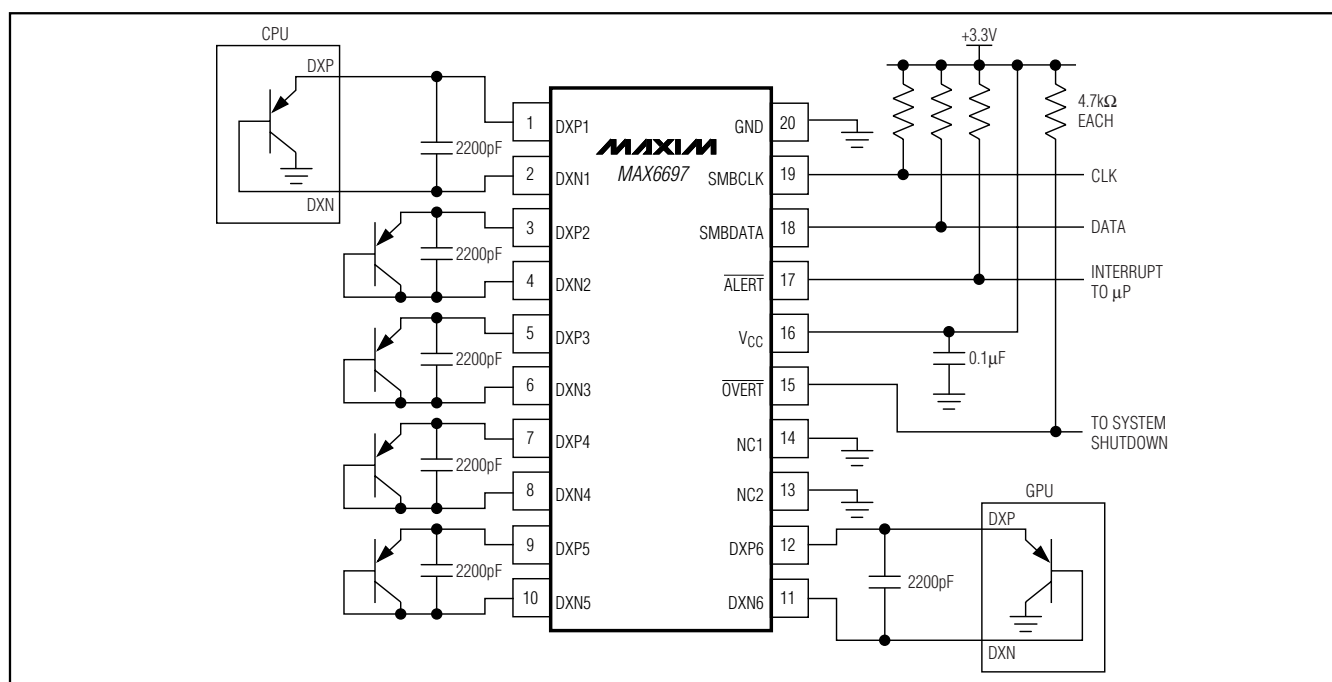 CPU
DXP
DXN
2200pF
2200pF
2200pF
2200pF
2200pF
1 DXP1
2 DXN1
3 DXP2
4 DXN2
5 DXP3
6 DXN3
7 DXP4
8 DXN4
9 DXP5
10 DXN5
MAXIM
MAX6697
GND 20
SMBCLK 19
SMBDATA 18
ALERT 17
VCC 16
OVERT 15
NC1 14
NC2 13
DXP6 12
DXN6 11
+3.3V
4.7kΩ
EACH
CLK
DATA
INTERRUPT
TO µP
0.1µF
TO SYSTEM
SHUTDOWN
GPU
DXP
2200pF
DXN